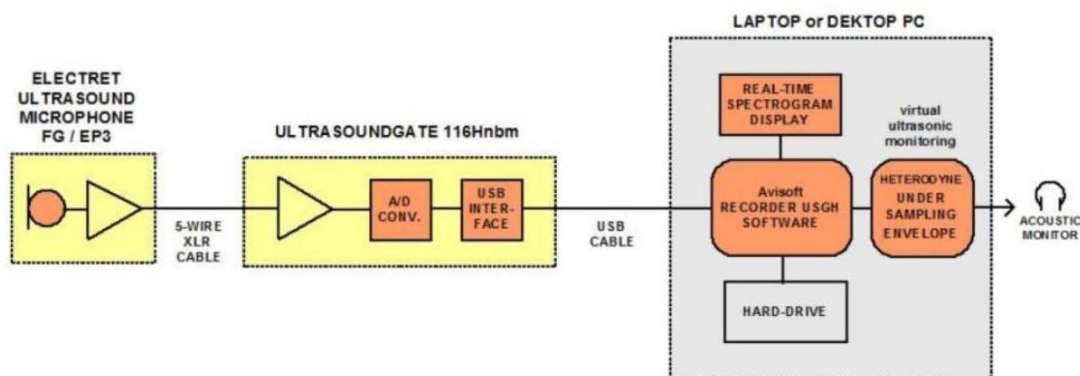 LAPTOP or DEKTOP PC
ELECTRET
ULTRASOUND
MICROPHONE
FG / EP3
ULTRASOUNDGATE 116Hnbm
REAL-TIME
SPECTROGRAM
DISPLAY
virtual
ultrasonic
monitoring
A/D
CONV.
USB
INTER-
FACE
Avisoft
RECORDER USGH
SOFTWARE
HETERODYNE
UNDER
SAMPLING
ENVELOPE
5-WIRE
XLR
CABLE
USB
CABLE
ACOUSTIC
MONITOR
HARD-DRIVE